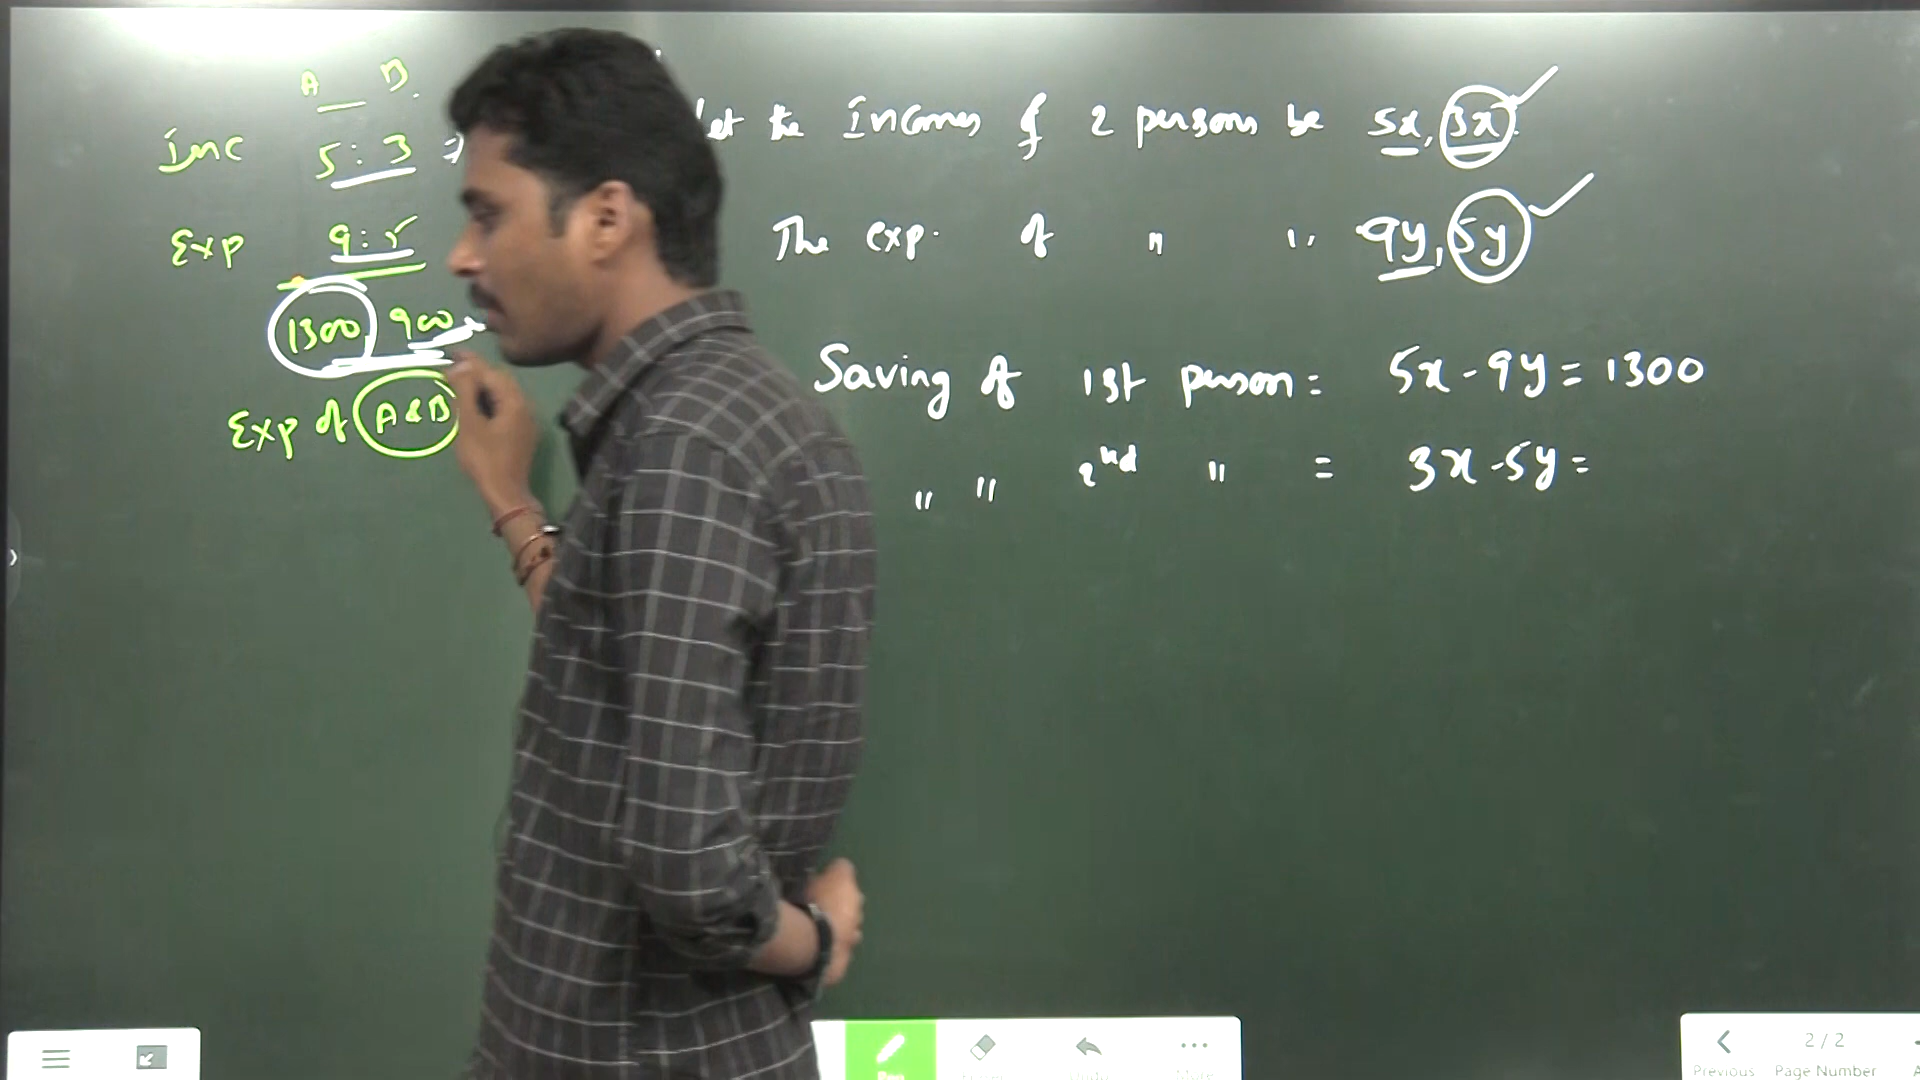 A B.
Inc 5 : 3 =>
Exp 9 : 5
1300, 900
Exp of A & B
Let the Incomes of 2 persons be 5x, 3x.
The exp. of " " 9y, 5y
Saving of 1st person = 5x - 9y = 1300
" " 2nd " = 3x - 5y =
2 / 2
Previous Page Number